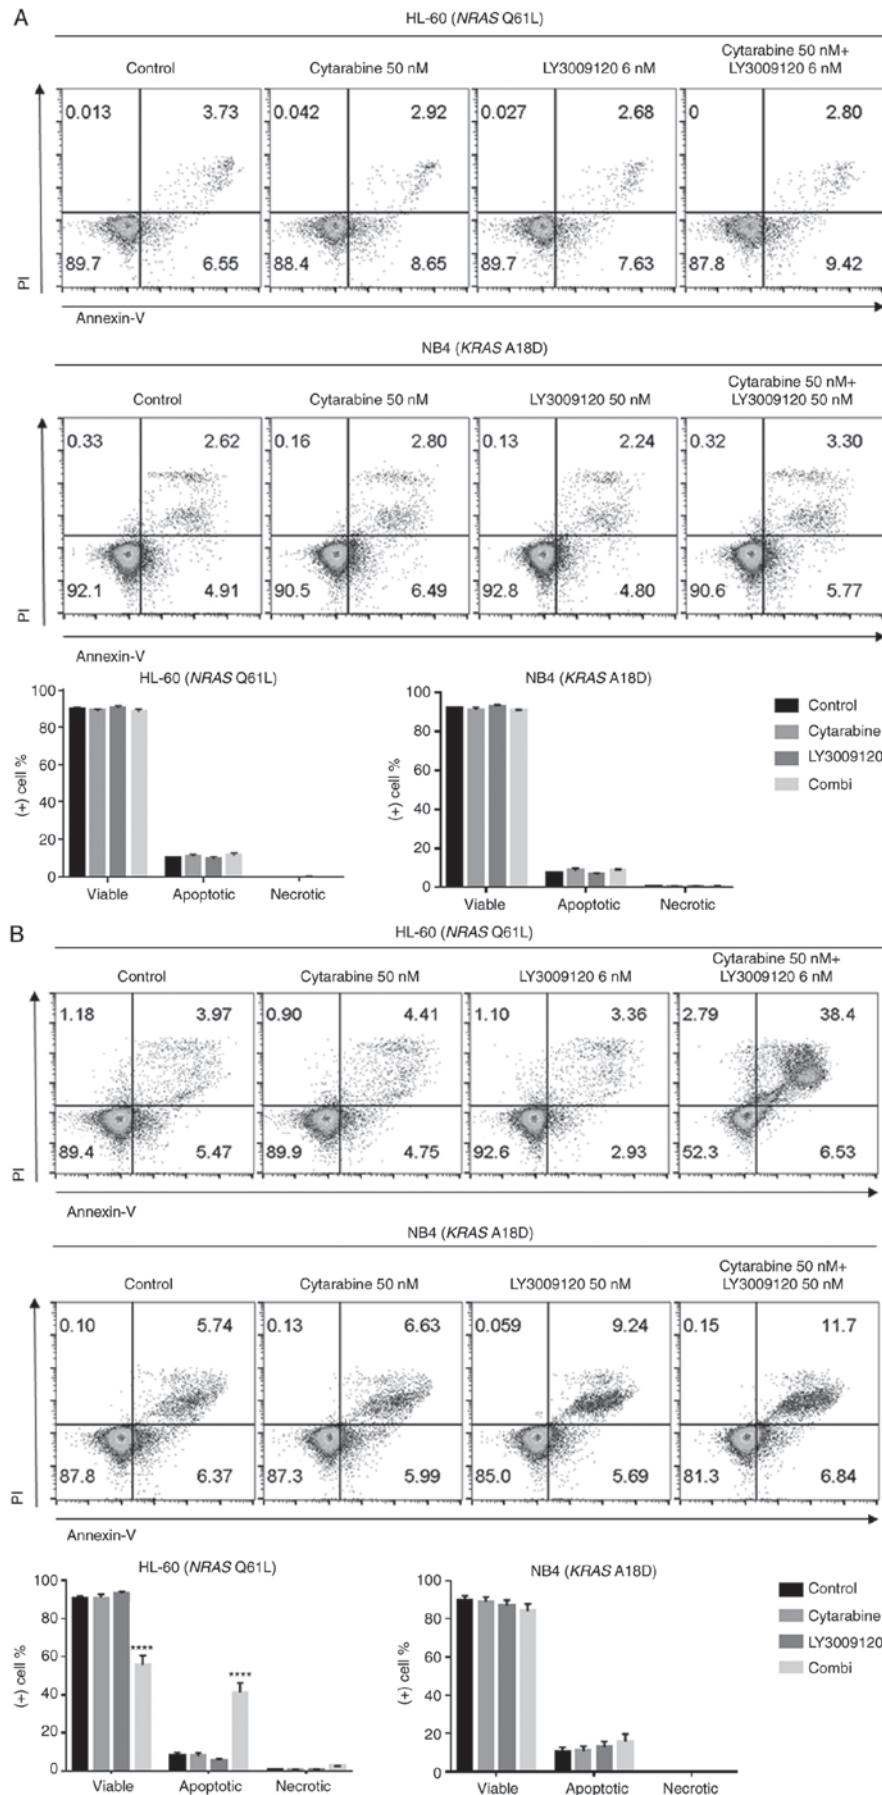 A
HL-60 (NRAS Q61L)
Control
Cytarabine 50 nM
LY3009120 6 nM
Cytarabine 50 nM+
LY3009120 6 nM
0.013 3.73
0.042 2.92
0.027 2.68
0 2.80
89.7 6.55
88.4 8.65
89.7 7.63
87.8 9.42
PI
Annexin-V
NB4 (KRAS A18D)
Control
Cytarabine 50 nM
LY3009120 50 nM
Cytarabine 50 nM+
LY3009120 50 nM
0.33 2.62
0.16 2.80
0.13 2.24
0.32 3.30
92.1 4.91
90.5 6.49
92.8 4.80
90.6 5.77
PI
Annexin-V
HL-60 (NRAS Q61L)
100
80
60
40
20
0
(+) cell %
Viable Apoptotic Necrotic
NB4 (KRAS A18D)
100
80
60
40
20
0
(+) cell %
Viable Apoptotic Necrotic
Control
Cytarabine
LY3009120
Combi
B
HL-60 (NRAS Q61L)
Control
Cytarabine 50 nM
LY3009120 6 nM
Cytarabine 50 nM+
LY3009120 6 nM
1.18 3.97
0.90 4.41
1.10 3.36
2.79 38.4
89.4 5.47
89.9 4.75
92.6 2.93
52.3 6.53
PI
Annexin-V
NB4 (KRAS A18D)
Control
Cytarabine 50 nM
LY3009120 50 nM
Cytarabine 50 nM+
LY3009120 50 nM
0.10 5.74
0.13 6.63
0.059 9.24
0.15 11.7
87.8 6.37
87.3 5.99
85.0 5.69
81.3 6.84
PI
Annexin-V
HL-60 (NRAS Q61L)
100
80
60
40
20
0
(+) cell %
****
****
Viable Apoptotic Necrotic
NB4 (KRAS A18D)
100
80
60
40
20
0
(+) cell %
Viable Apoptotic Necrotic
Control
Cytarabine
LY3009120
Combi